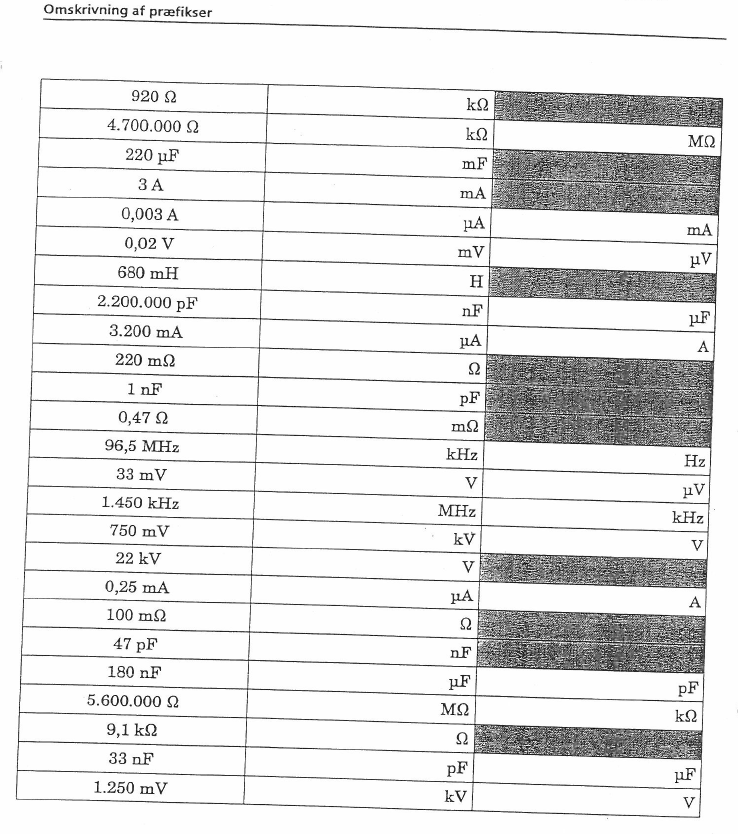 Omskrivning af præfikser
920 Ω kΩ
4.700.000 Ω kΩ MΩ
220 µF mF
3 A mA
0,003 A µA mA
0,02 V mV µV
680 mH H
2.200.000 pF nF µF
3.200 mA µA A
220 mΩ Ω
1 nF pF
0,47 Ω mΩ
96,5 MHz kHz Hz
33 mV V µV
1.450 kHz MHz kHz
750 mV kV V
22 kV V
0,25 mA µA A
100 mΩ Ω
47 pF nF
180 nF µF pF
5.600.000 Ω MΩ kΩ
9,1 kΩ Ω
33 nF pF µF
1.250 mV kV V